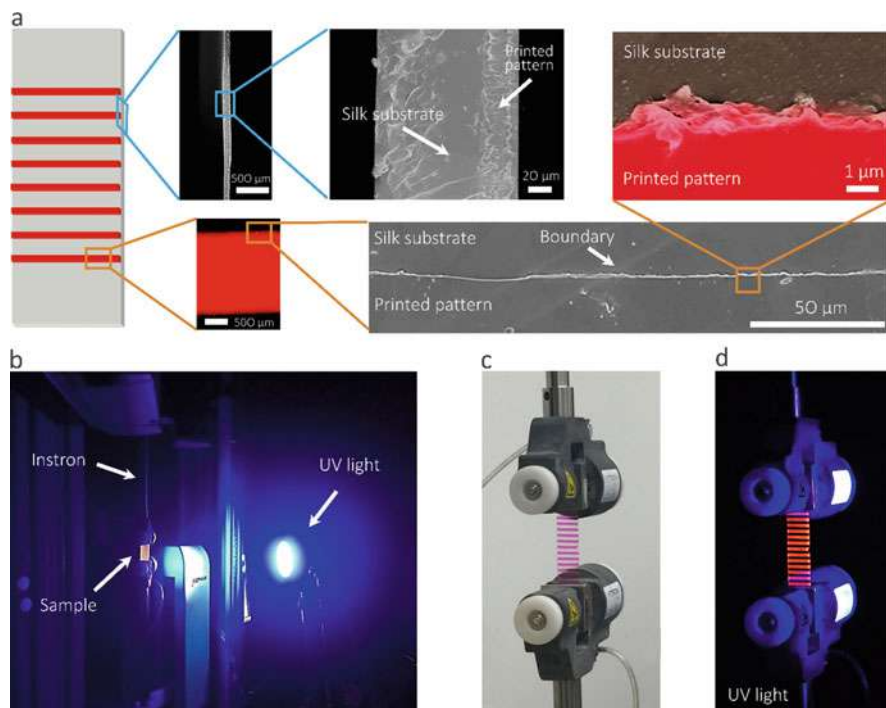 a
500 µm
Silk substrate
Printed
pattern
20 µm
Silk substrate
Printed pattern
1 µm
500 µm
Silk substrate
Boundary
Printed pattern
50 µm
b
Instron
Sample
UV light
c
d
UV light